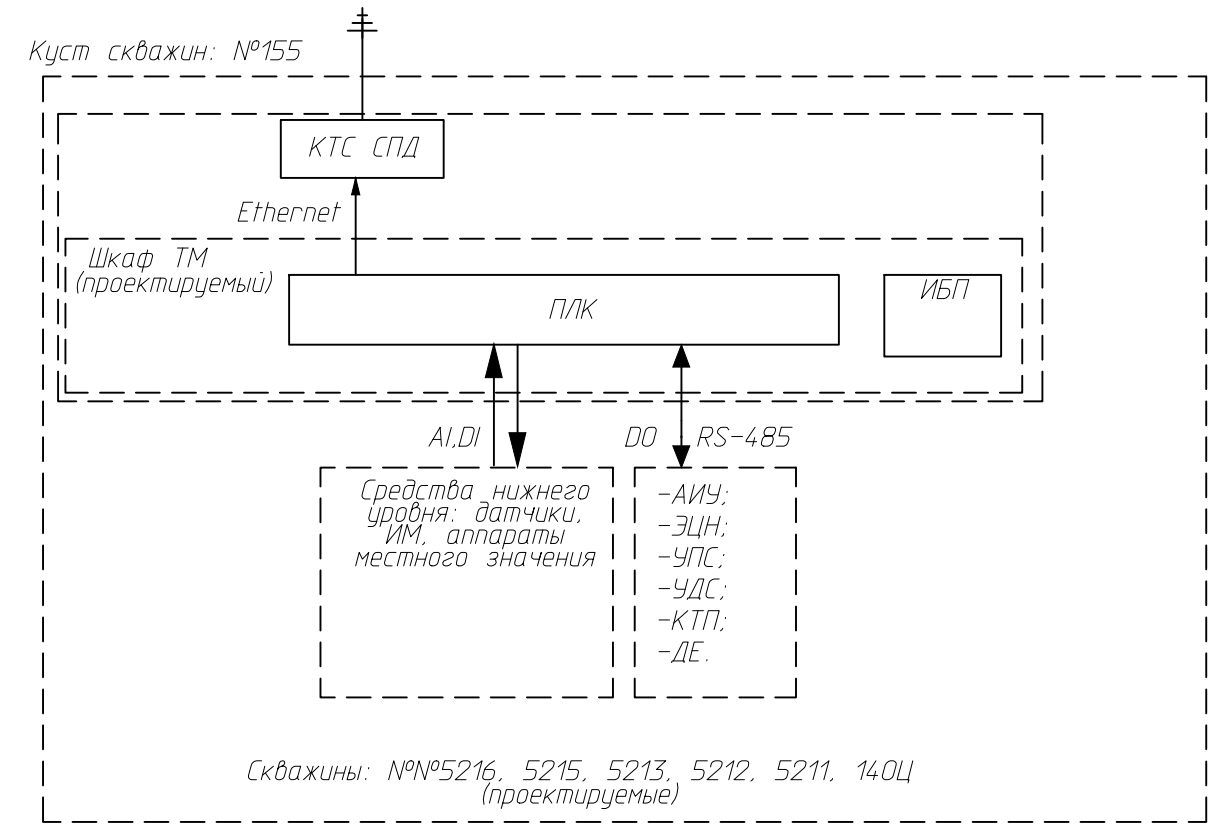 Куст скважин: №155
КТС СПД
Ethernet
Шкаф ТМ
(проектируемый)
ПЛК
ИБП
AI,DI
DO
RS-485
Средства нижнего
уровня: датчики,
ИМ, аппараты
местного значения
-АИУ;
-ЭЦН;
-УПС;
-УДС;
-КТП;
-ДЕ.
Скважины: №№5216, 5215, 5213, 5212, 5211, 140Ц
(проектируемые)